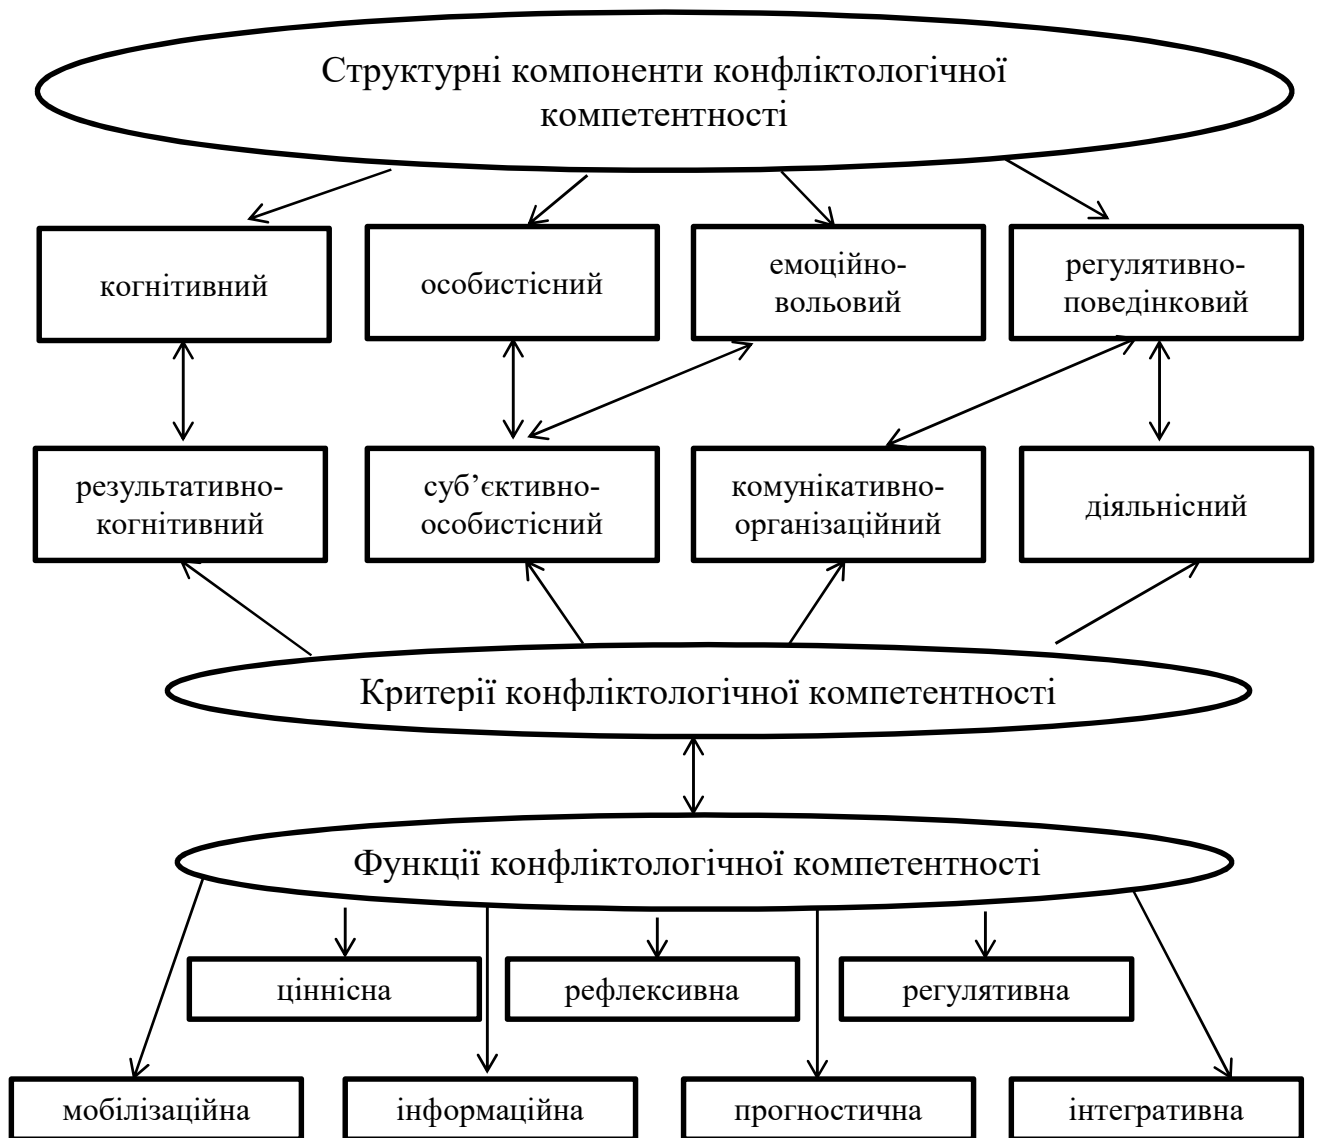 Структурні компоненти конфліктологічної
компетентності
когнітивний
особистісний
емоційно-
вольовий
регулятивно-
поведінковий
результативно-
когнітивний
суб’єктивно-
особистісний
комунікативно-
організаційний
діяльнісний
Критерії конфліктологічної компетентності
Функції конфліктологічної компетентності
ціннісна
рефлексивна
регулятивна
мобілізаційна
інформаційна
прогностична
інтегративна